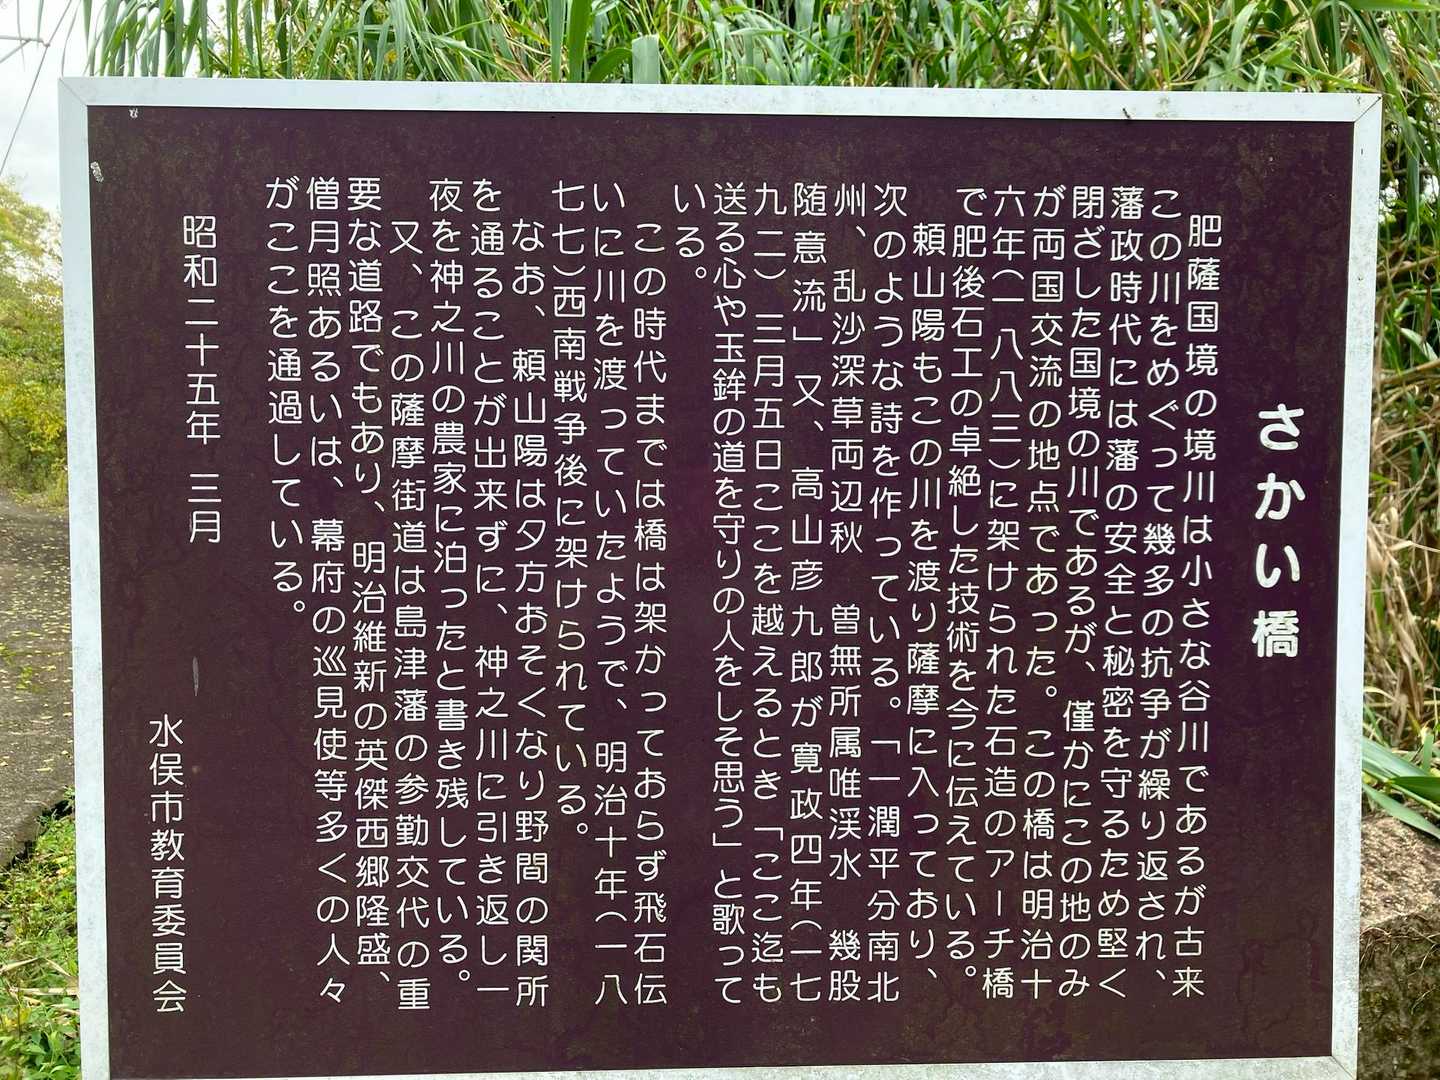 さかい橋
肥薩国境の境川は小さな谷川であるが古来
この川をめぐって幾多の抗争が繰り返され、
藩政時代には藩の安全と秘密を守るため堅く
閉ざした国境の川であるが、僅かにこの地のみ
が両国交流の地点であった。この橋は明治十
六年(一八八三)に架けられた石造のアーチ橋
で肥後石工の卓絶した技術を今に伝えている。
頼山陽もこの川を渡り薩摩に入っており、
次のような詩を作っている。「一潤平分南北
州、乱沙深草両辺秋 曽無所属唯渓水 幾股
随意流」又、高山彦九郎が寛政四年(一七
九二)三月五日ここを越えるとき「ここ迄も
送る心や玉鉾の道を守りの人をしそ思う」と歌って
いる。
この時代までは橋は架かっておらず飛石伝
いに川を渡っていたようで、明治十年(一八
七七)西南戦争後に架けられている。
なお、頼山陽は夕方おそくなり野間の関所
を通ることが出来ずに、神之川に引き返し一
夜を神之川の農家に泊ったと書き残している。
又、この薩摩街道は島津藩の参勤交代の重
要な道路でもあり、明治維新の英傑西郷隆盛、
僧月照あるいは、幕府の巡見使等多くの人々
がここを通過している。
昭和二十五年 三月
水俣市教育委員会